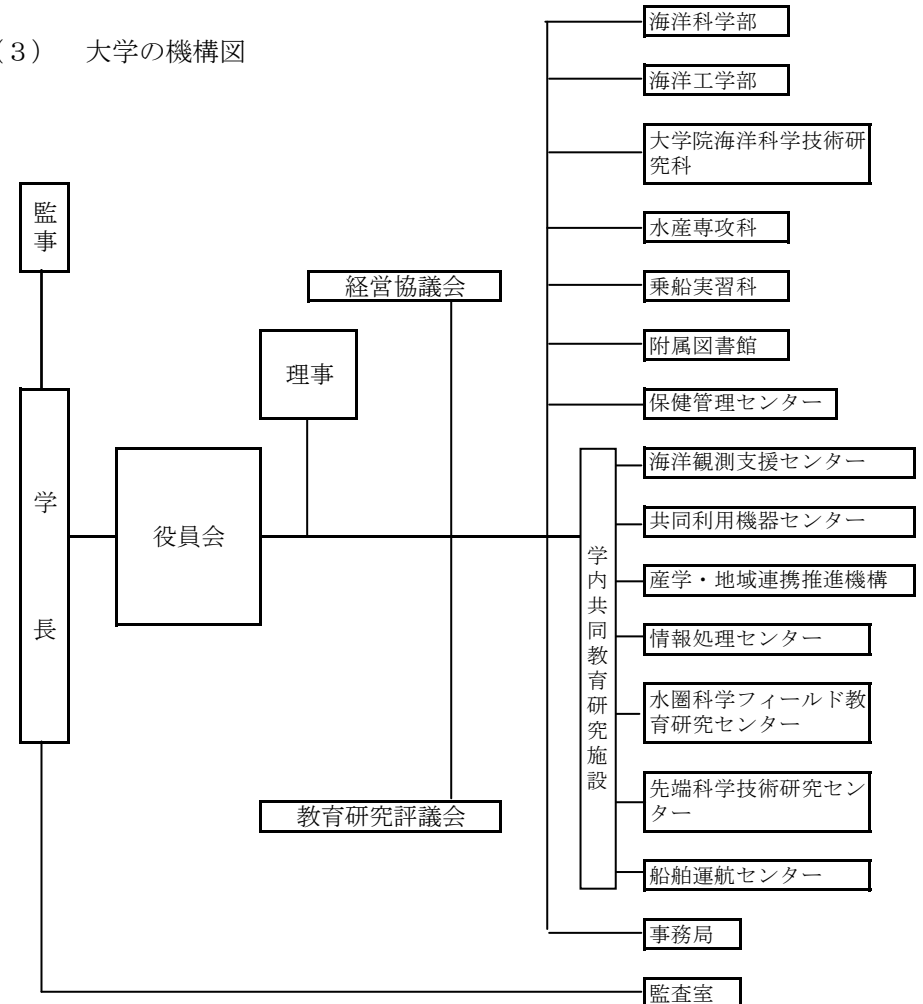 (３)　大学の機構図
海洋科学部
海洋工学部
大学院海洋科学技術研
究科
水産専攻科
乗船実習科
附属図書館
保健管理センター
監事
経営協議会
理事
学長
役員会
学内共同教育研究施設
海洋観測支援センター
共同利用機器センター
産学・地域連携推進機構
情報処理センター
水圏科学フィールド教
育研究センター
先端科学技術研究セン
ター
船舶運航センター
教育研究評議会
事務局
監査室